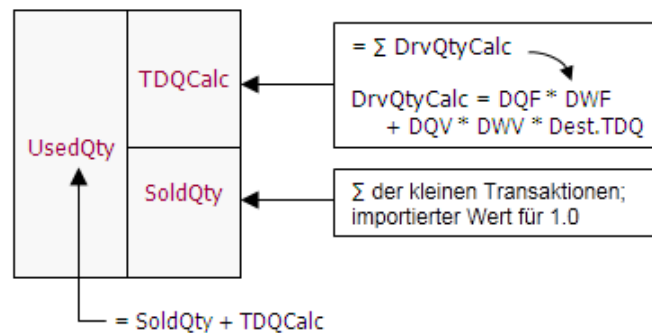 = Σ DrvQtyCalc
TDQCalc
DrvQtyCalc = DQF * DWF
+ DQV * DWV * Dest.TDQ
UsedQty
SoldQty
Σ der kleinen Transaktionen;
importierter Wert für 1.0
= SoldQty + TDQCalc